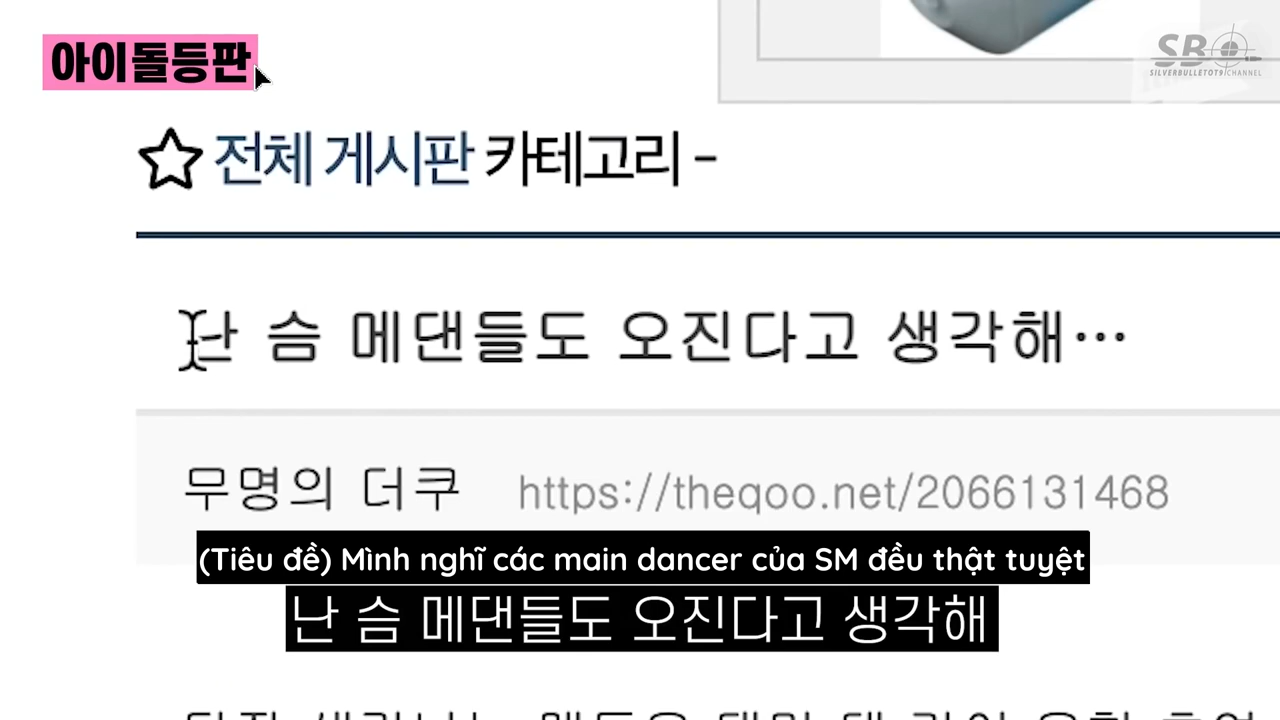 아이돌등판
SB
SILVERBULLET09 CHANNEL
☆ 전체 게시판 카테고리 -
난 슴 메댄들도 오진다고 생각해…
무명의 더쿠 https://theqoo.net/2066131468
(Tiêu đề) Mình nghĩ các main dancer của SM đều thật tuyệt
난 슴 메댄들도 오진다고 생각해